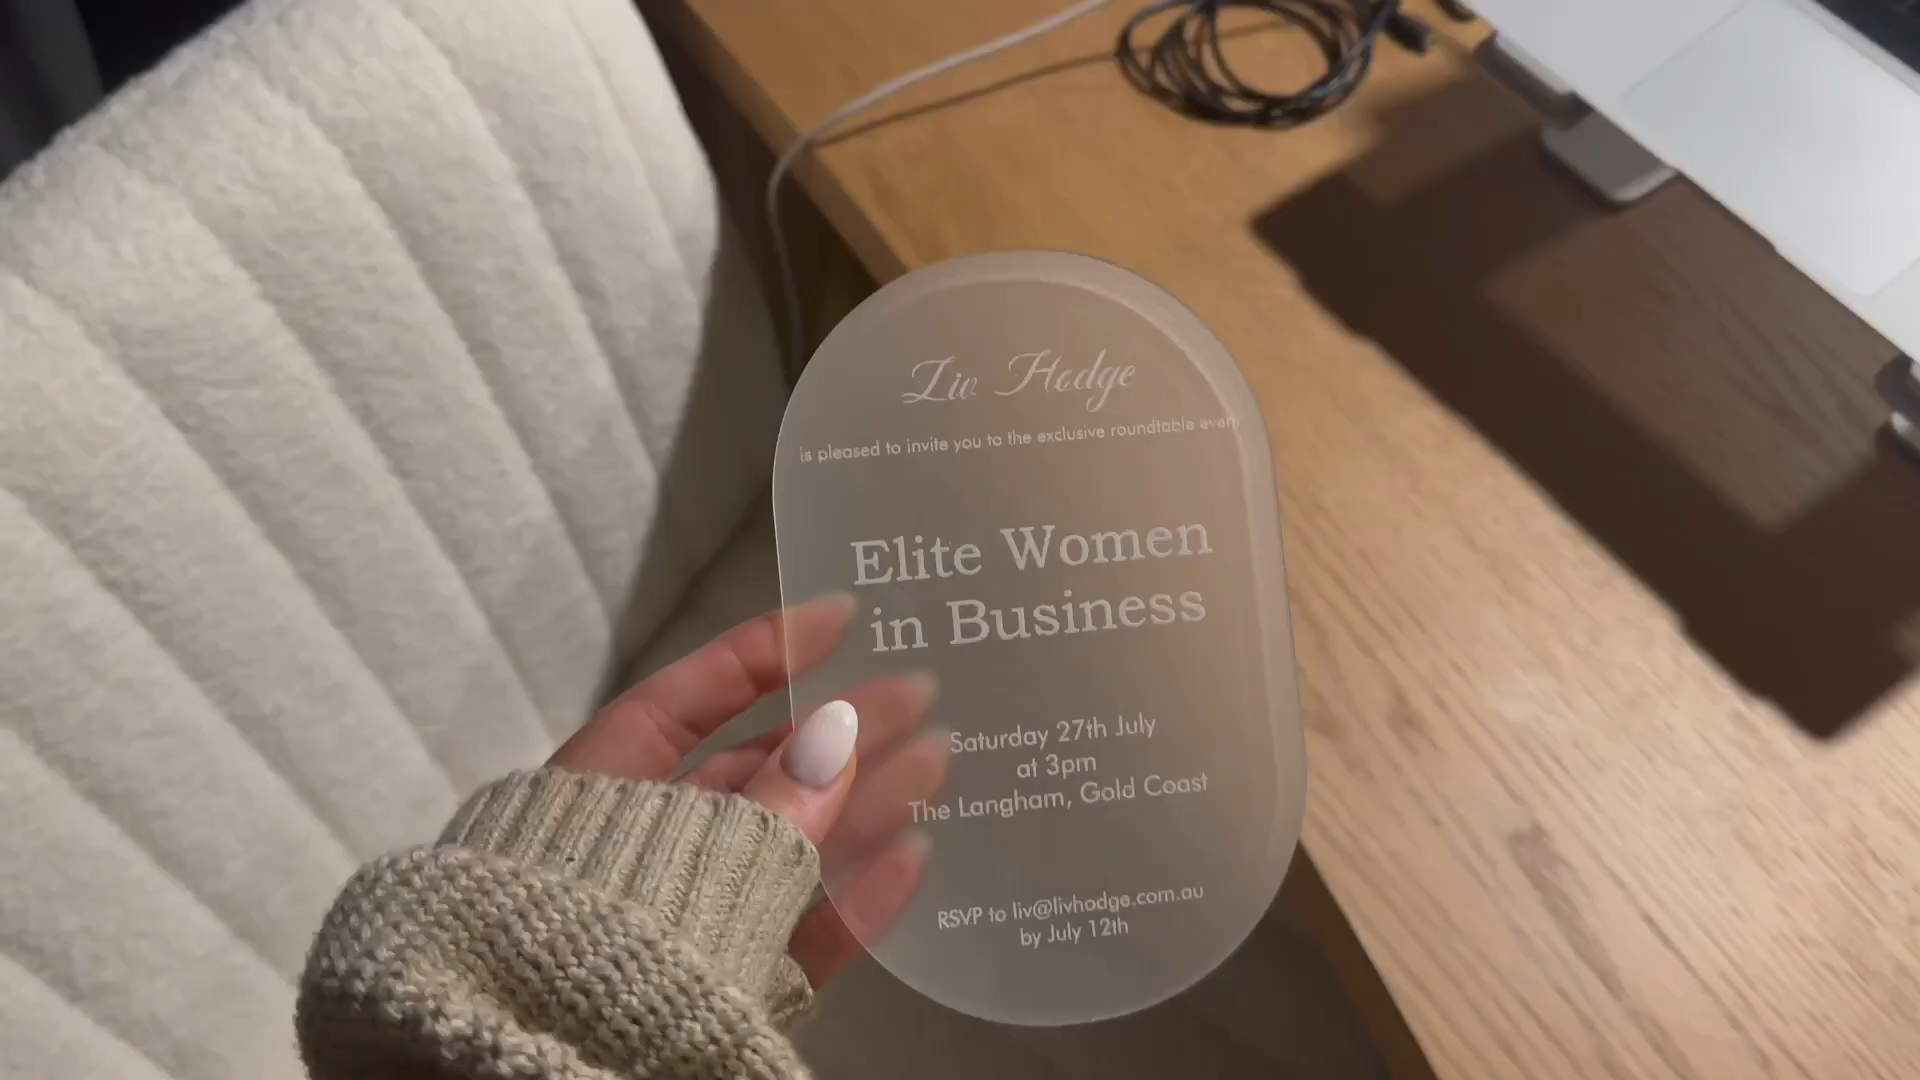 Liv Hodge
is pleased to invite you to the exclusive roundtable event
Elite Women
in Business
Saturday 27th July
at 3pm
The Langham, Gold Coast
RSVP to liv@livhodge.com.au
by July 12th